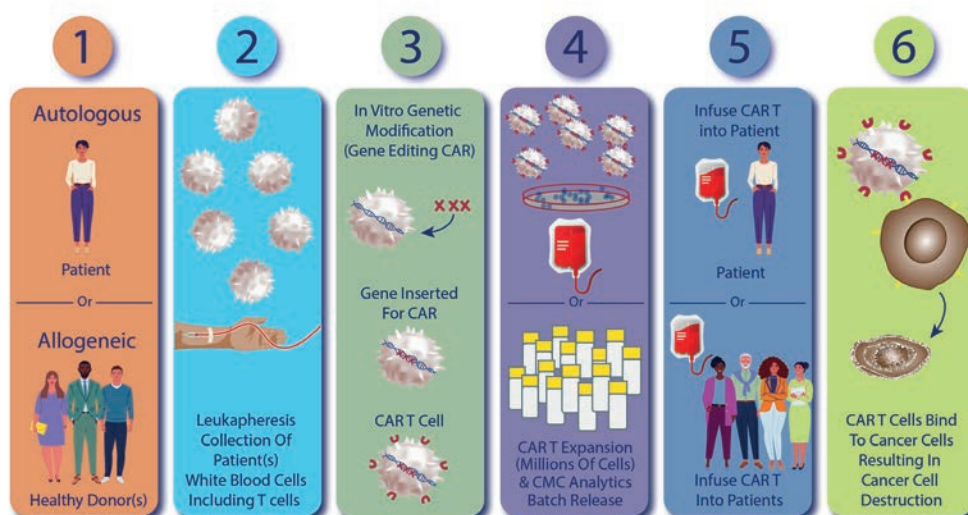 1
Autologous
Patient
Or
Allogeneic
Healthy Donor(s)
2
Leukapheresis
Collection Of
Patient(s)
White Blood Cells
Including T cells
3
In Vitro Genetic
Modification
(Gene Editing CAR)
XXX
Gene Inserted
For CAR
CAR T Cell
4
Or
CAR T Expansion
(Millions Of Cells)
& CMC Analytics
Batch Release
5
Infuse CAR T
into Patient
Patient
Or
Infuse CAR T
Into Patients
6
CAR T Cells Bind
To Cancer Cells
Resulting In
Cancer Cell
Destruction